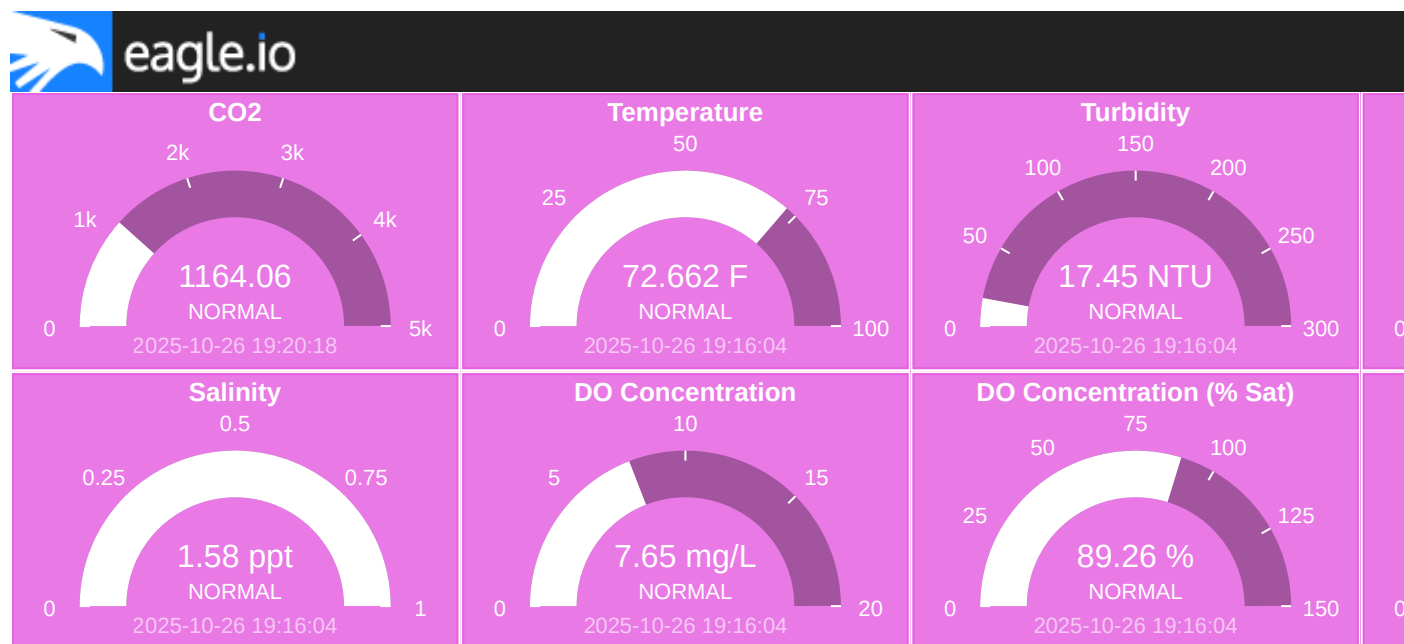 eagle.io
CO2
2k 3k
1k 4k
1164.06
NORMAL
0 5k
2025-10-26 19:20:18
Temperature
50
25 75
72.662 F
NORMAL
0 100
2025-10-26 19:16:04
Turbidity
150
100 200
50 250
17.45 NTU
NORMAL
0 300
2025-10-26 19:16:04
0
Salinity
0.5
0.25 0.75
1.58 ppt
NORMAL
0 1
2025-10-26 19:16:04
DO Concentration
10
5 15
7.65 mg/L
NORMAL
0 20
2025-10-26 19:16:04
DO Concentration (% Sat)
75
50 100
25 125
89.26 %
NORMAL
0 150
2025-10-26 19:16:04
0